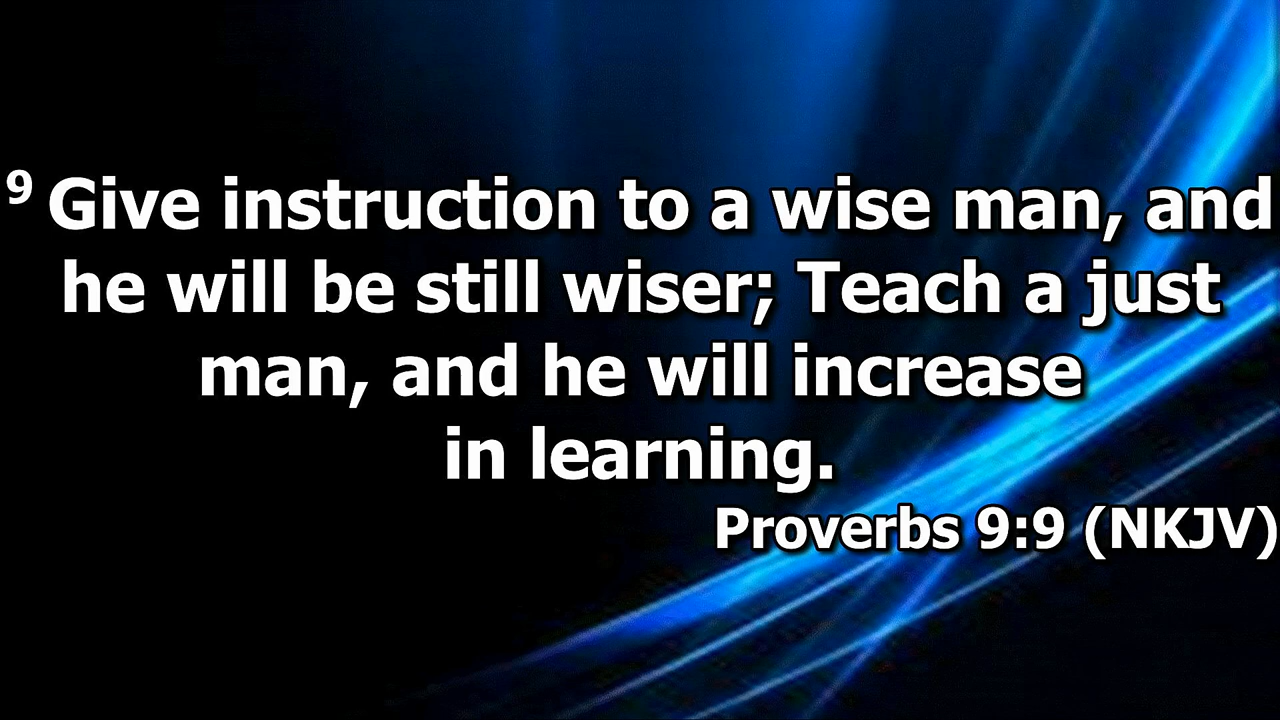 9 Give instruction to a wise man, and
he will be still wiser; Teach a just
man, and he will increase
in learning.
Proverbs 9:9 (NKJV)